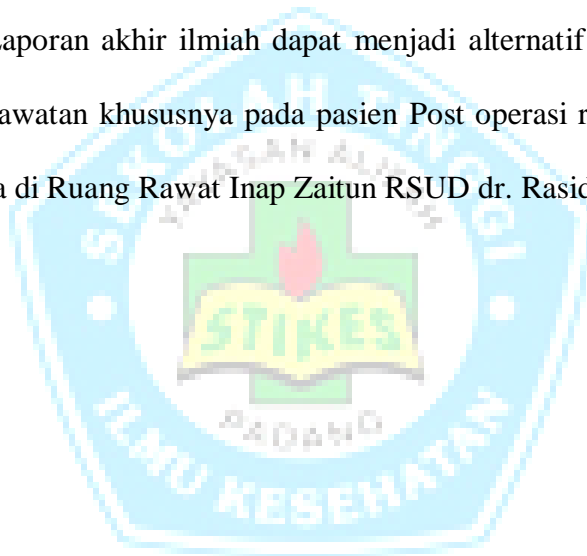 Laporan akhir ilmiah dapat menjadi alternatif
awatan khususnya pada pasien Post operasi
a di Ruang Rawat Inap Zaitun RSUD dr. Rasid
SEKOLAH TINGGI
YAYASAN ALIFAH
STIKES
PADANG
ILMU KESEHATAN